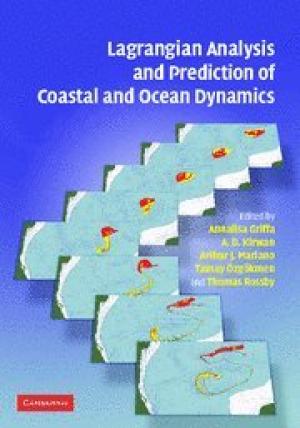 Lagrangian Analysis
and Prediction of
Coastal and Ocean Dynamics
Edited by
Annalisa Griffa
A. D. Kirwan
Arthur J. Mariano
Tamay Özgökmen
and Thomas Rossby
CAMBRIDGE